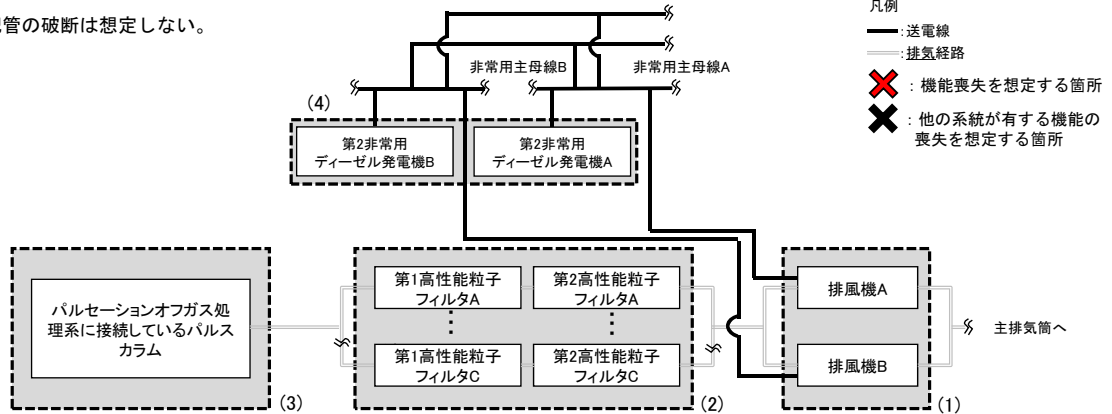 配管の破断は想定しない。
凡例
:送電線
:排気経路
:機能喪失を想定する箇所
:他の系統が有する機能の
喪失を想定する箇所
非常用主母線B
非常用主母線A
(4)
第2非常用
ディーゼル発電機B
第2非常用
ディーゼル発電機A
パルセーションオフガス処
理系に接続しているパルス
カラム
(3)
第1高性能粒子
フィルタA
第2高性能粒子
フィルタA
第1高性能粒子
フィルタC
第2高性能粒子
フィルタC
(2)
排風機A
排風機B
(1)
主排気筒へ